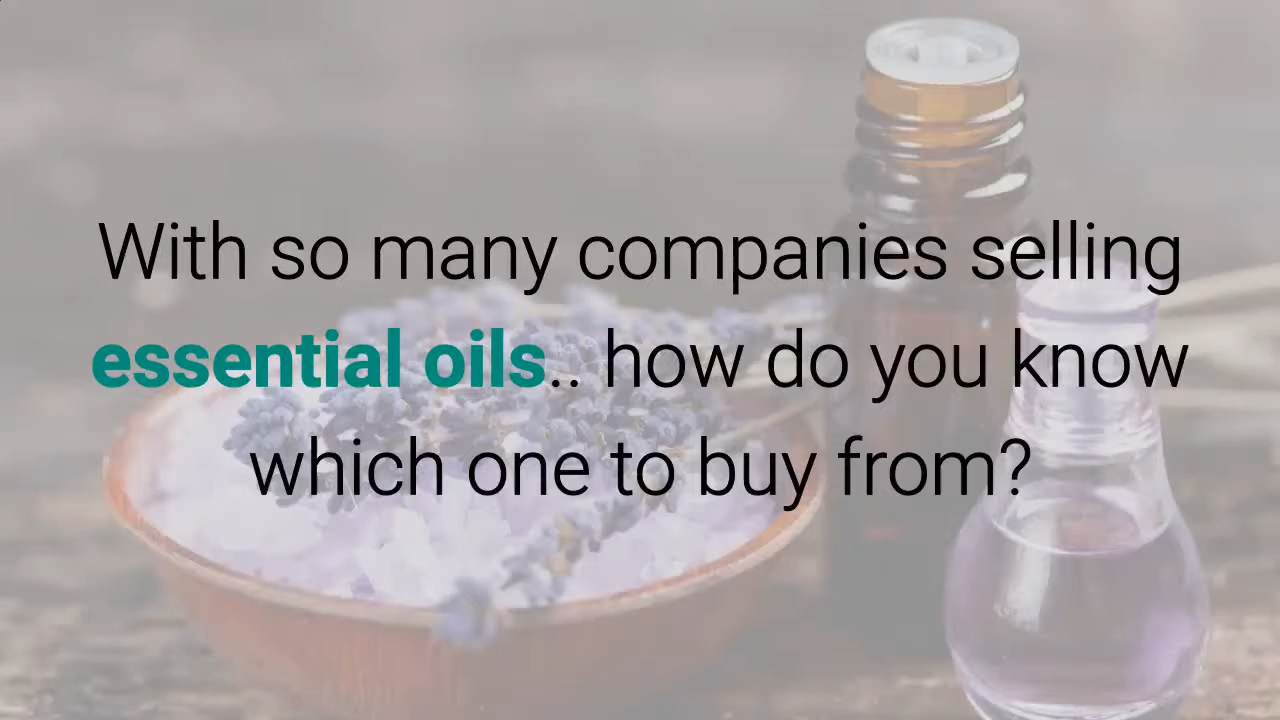 With so many companies selling
essential oils.. how do you know
which one to buy from?